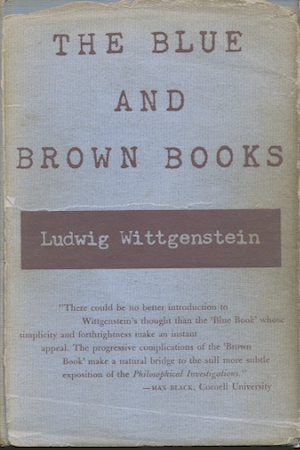 THE BLUE
AND
BROWN BOOKS
Ludwig Wittgenstein
"There could be no better introduction to
Wittgenstein's thought than the 'Blue Book' whose
simplicity and forthrightness make an instant
appeal. The progressive complications of the 'Brown
Book' make a natural bridge to the still more subtle
exposition of the Philosophical Investigations."
—MAX BLACK, Cornell University